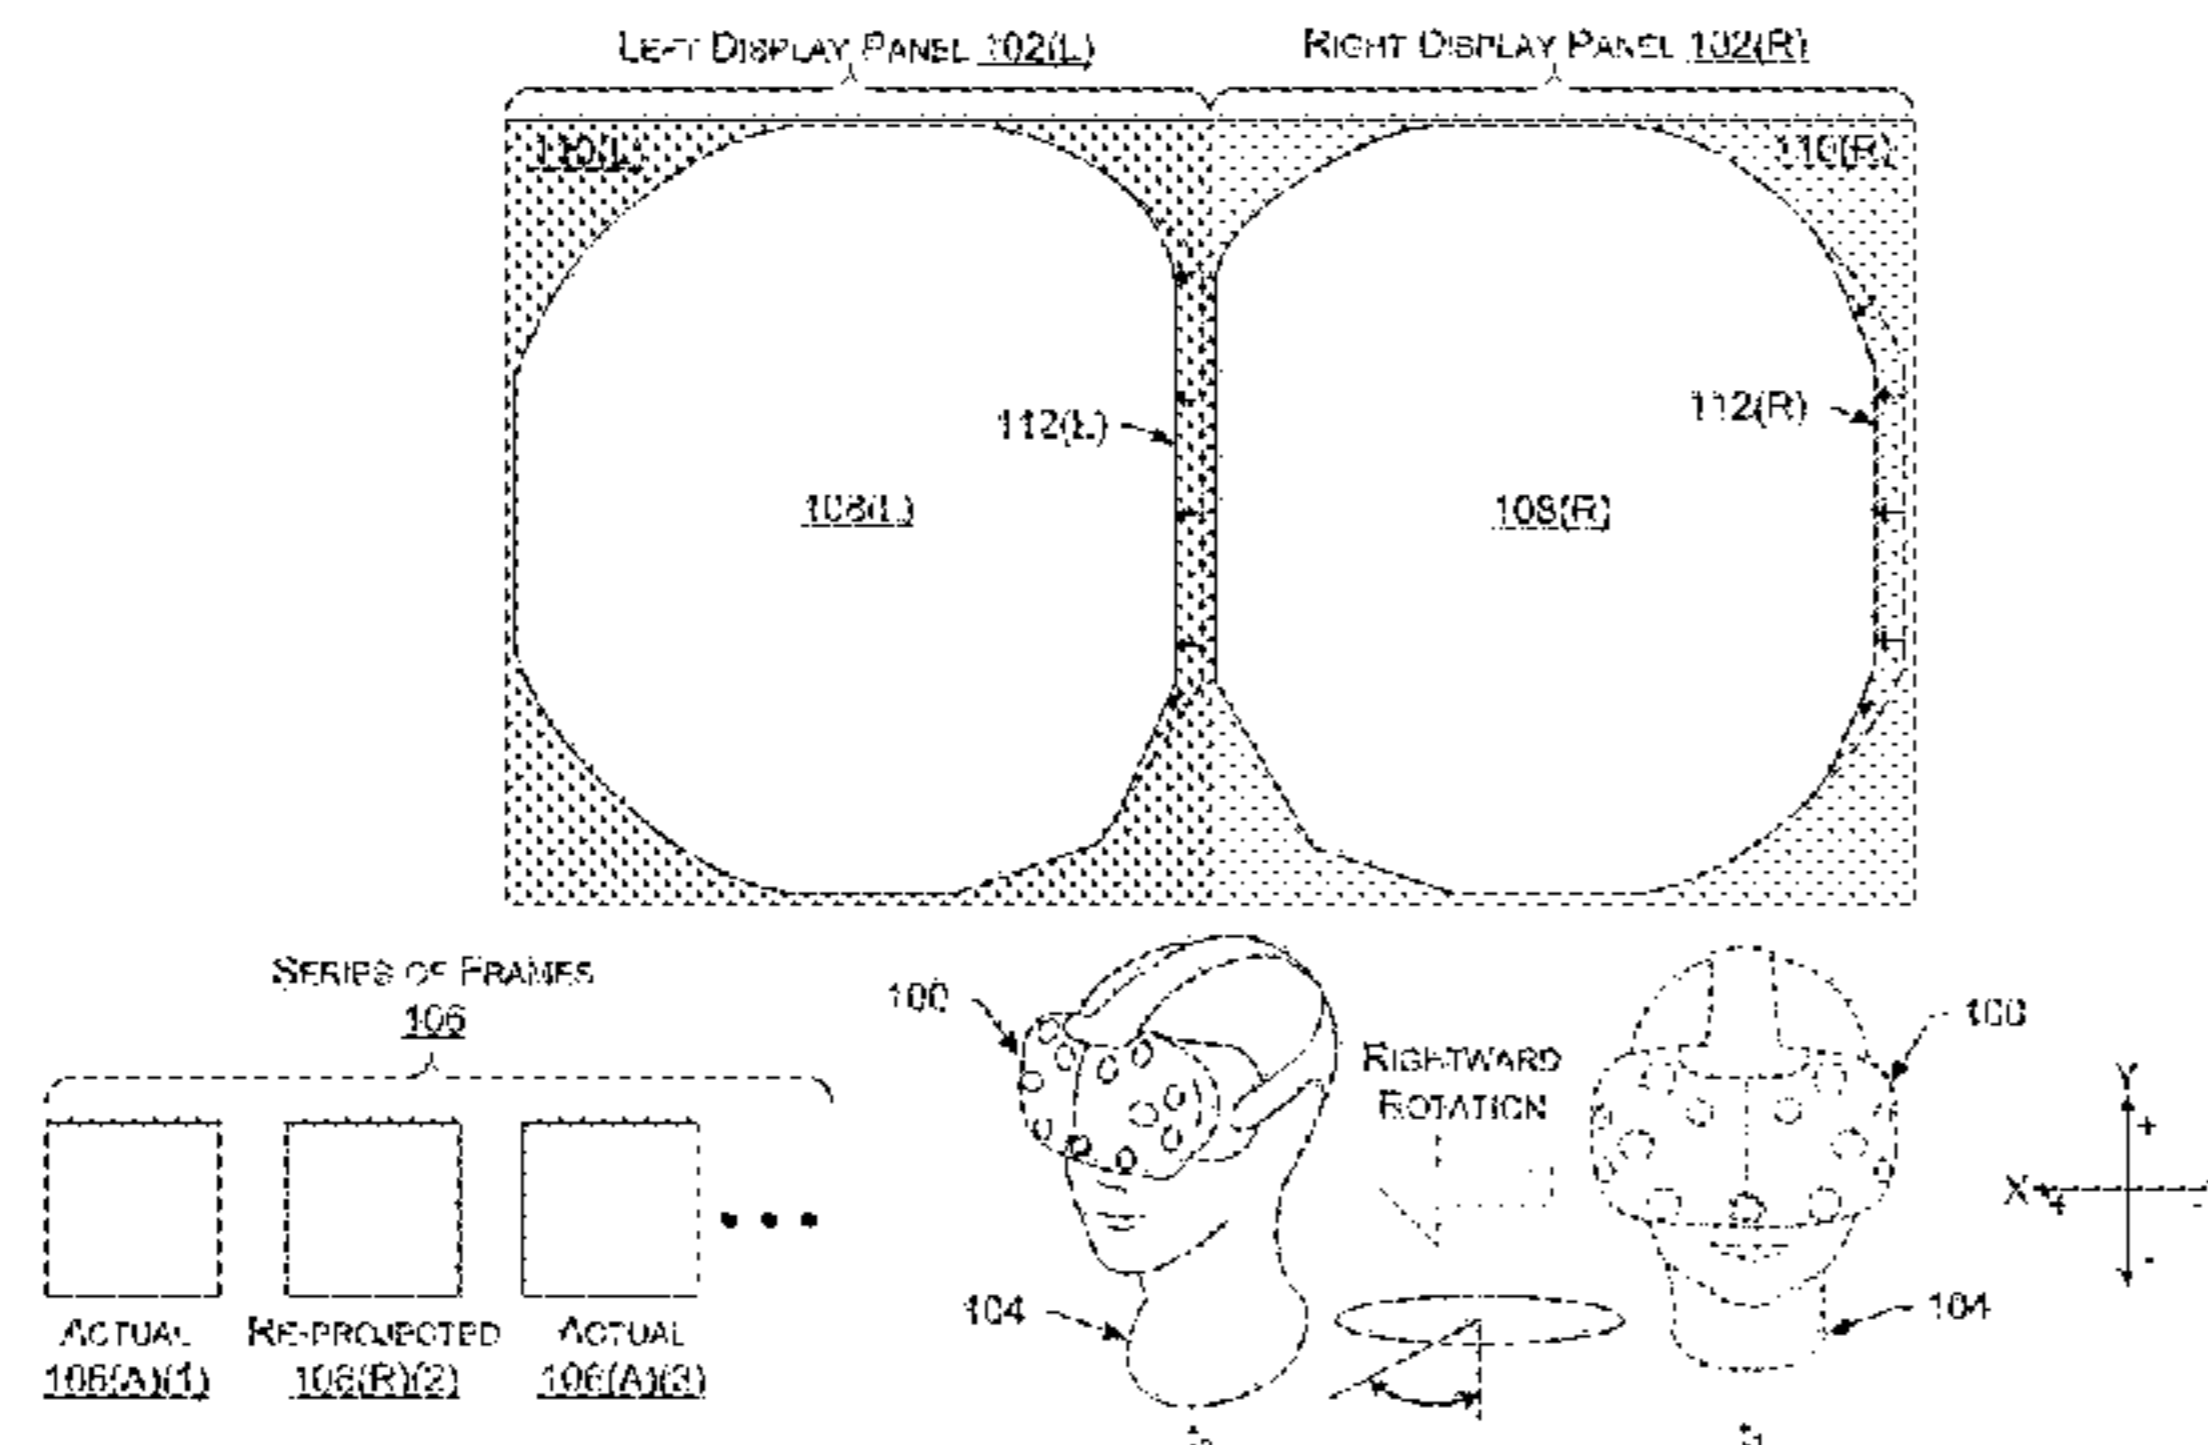 LEFT DISPLAY PANEL 102(L)
RIGHT DISPLAY PANEL 102(R)
110(L)
110(R)
112(L)
112(R)
108(L)
108(R)
SERIES OF FRAMES
106
100
RIGHTWARD
ROTATION
100
Y
+
X
+
-
-
ACTUAL
106(A)(1)
RE-PROJECTED
106(R)(2)
ACTUAL
106(A)(3)
104
104